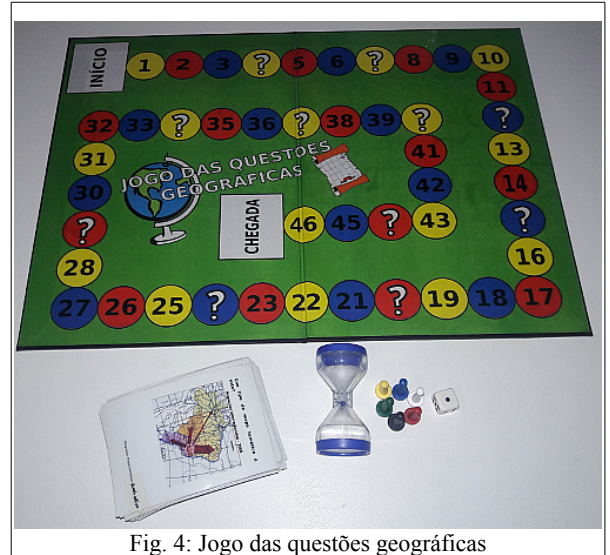 INÍCIO 1 2 3 ? 5 6 ? 8 9 10
11
32 33 ? 35 36 ? 38 39 ? ?
31 41 13
JOGO DAS QUESTÕES
GEOGRÁFICAS
30 42 14
? CHEGADA 46 45 ? 43 ?
28 16
27 26 25 ? 23 22 21 ? 19 18 17
Fig. 4: Jogo das questões geográficas